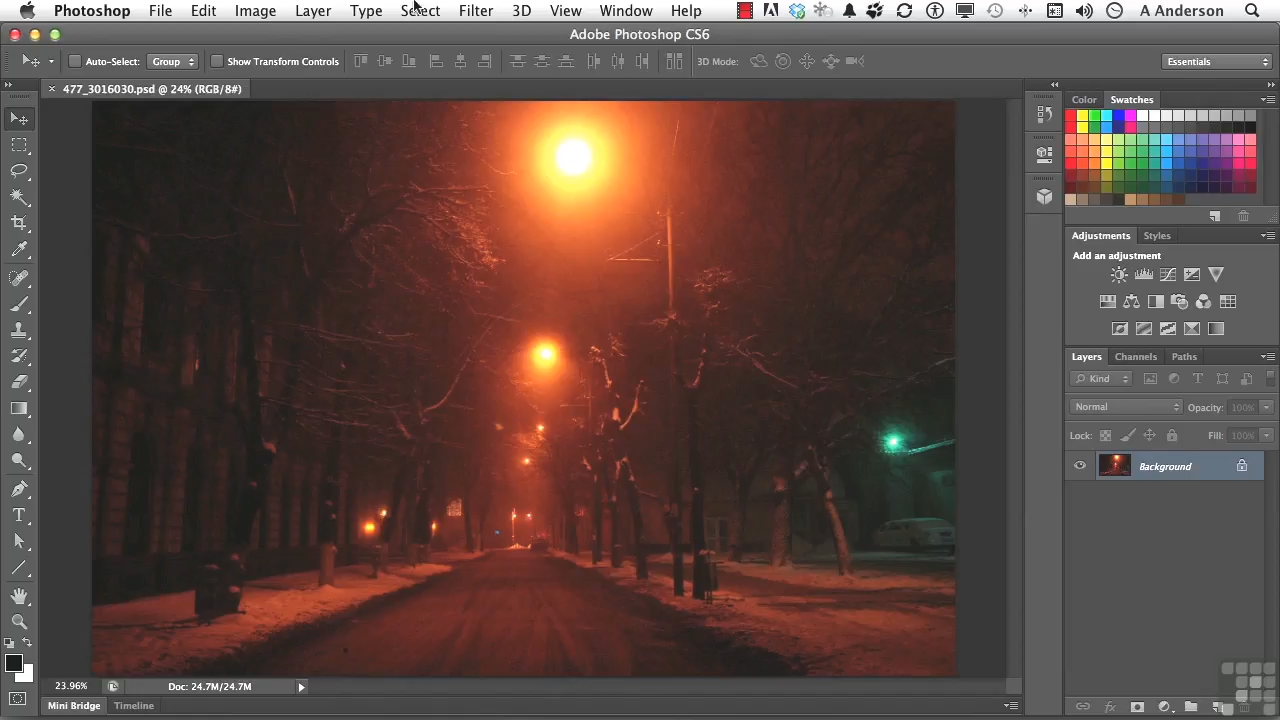 Photoshop File Edit Image Layer Type Select Filter 3D View Window Help A Anderson
Adobe Photoshop CS6
Auto-Select: Group Show Transform Controls 3D Mode: Essentials
477_3016030.psd @ 24% (RGB/8#)
Color Swatches
Adjustments Styles
Add an adjustment
Layers Channels Paths
Kind
Normal Opacity: 100%
Lock: Fill: 100%
Background
23.96% Doc: 24.7M/24.7M
Mini Bridge Timeline